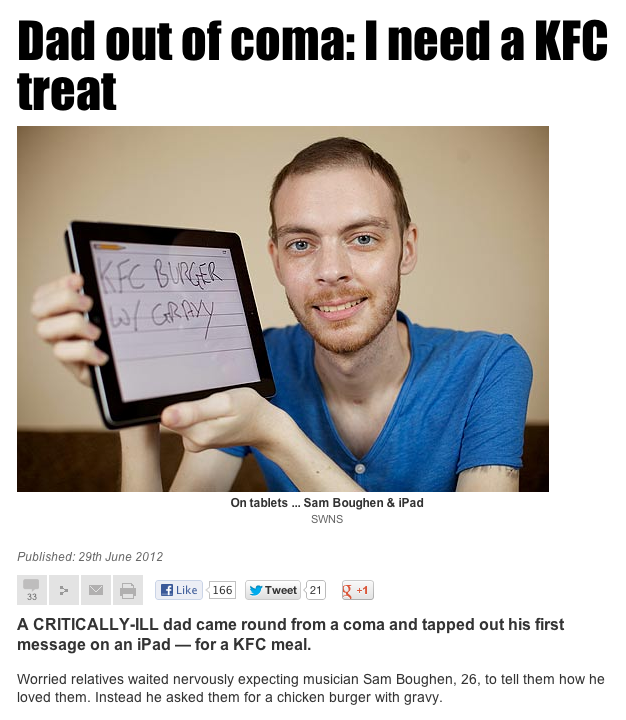 Dad out of coma: I need a KFC
treat
KFC BURGER
W/ GRAVY
On tablets ... Sam Boughen & iPad
SWNS
Published: 29th June 2012
33
Like 166 Tweet 21 +1
A CRITICALLY-ILL dad came round from a coma and tapped out his first
message on an iPad — for a KFC meal.
Worried relatives waited nervously expecting musician Sam Boughen, 26, to tell them how he
loved them. Instead he asked them for a chicken burger with gravy.